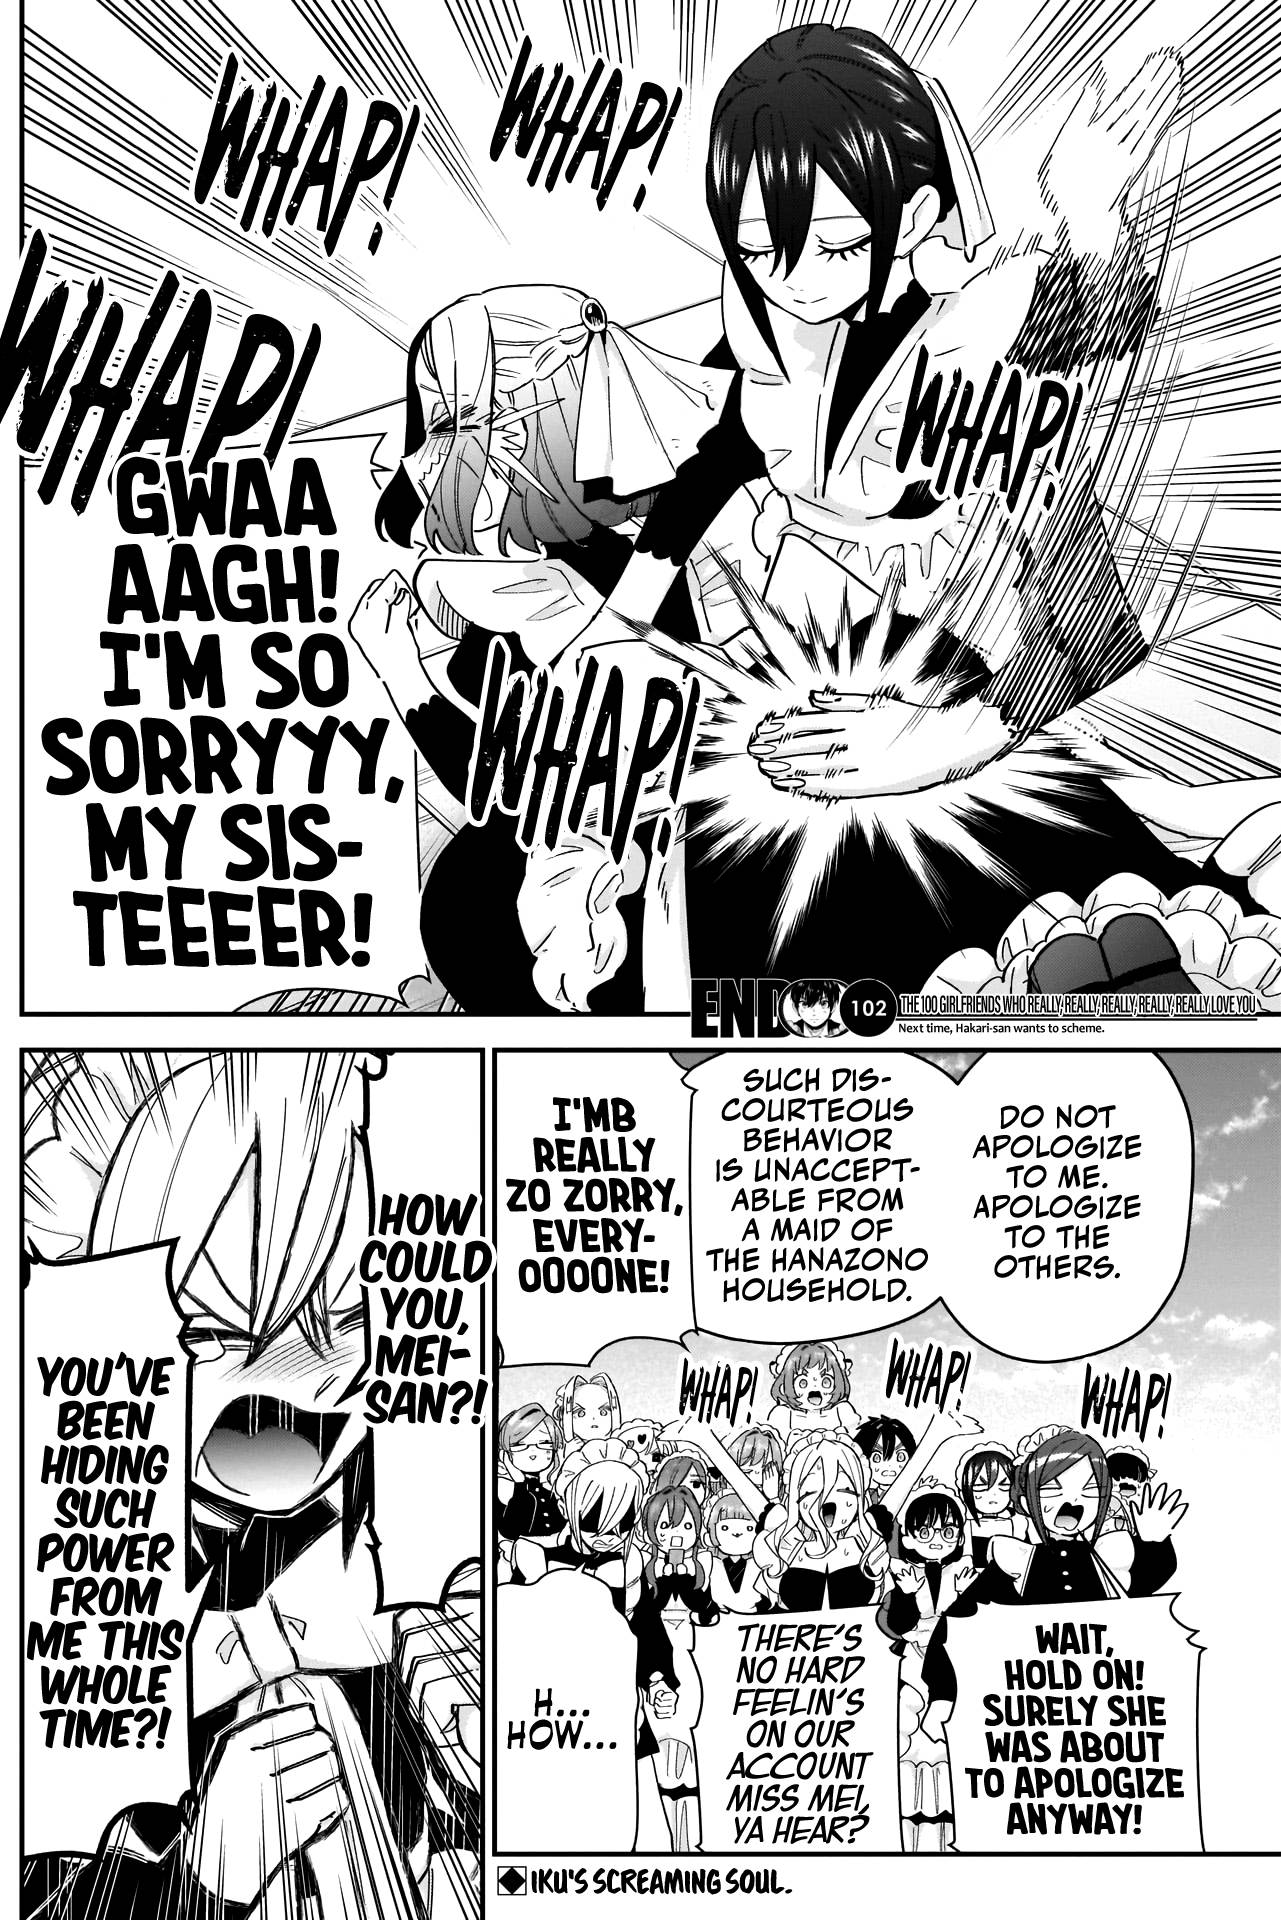 WHAP!
WHAP!
WHAP!
WHAP!
WHAP!
GWAA
AAGH!
I'M SO
SORRYYY,
MY SIS-
TEEEER!
END
102
THE 100 GIRLFRIENDS WHO REALLY, REALLY, REALLY, REALLY, REALLY LOVE YOU
Next time, Hakari-san wants to scheme.
DO NOT
APOLOGIZE
TO ME.
APOLOGIZE
TO THE
OTHERS.
SUCH DIS-
COURTEOUS
BEHAVIOR
IS UNACCEPT-
ABLE FROM
A MAID OF
THE HANAZONO
HOUSEHOLD.
I'MB
REALLY
ZO ZORRY,
EVERY-
OOOONE!
WHAP!
WHAP!
WHAP!
WAIT,
HOLD ON!
SURELY SHE
WAS ABOUT
TO APOLOGIZE
ANYWAY!
THERE'S
NO HARD
FEELIN'S
ON OUR
ACCOUNT
MISS MEI,
YA HEAR?
H...
HOW...
HOW
COULD
YOU,
MEI-
SAN?!
YOU'VE
BEEN
HIDING
SUCH
POWER
FROM
ME THIS
WHOLE
TIME?!
IKU'S SCREAMING SOUL.